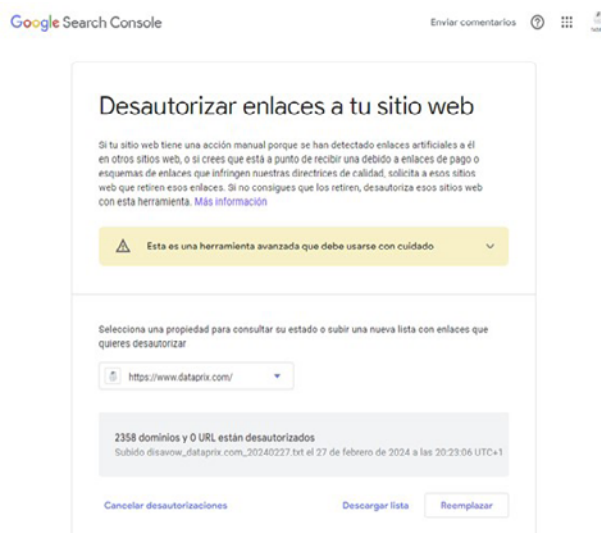 Google Search Console
Enviar comentarios
Desautorizar enlaces a tu sitio web
Si tu sitio web tiene una acción manual porque se han detectado enlaces artificiales a él
en otros sitios web, o si crees que está a punto de recibir una debido a enlaces de pago o
esquemas de enlaces que infringen nuestras directrices de calidad, solicita a esos sitios
web que retiren esos enlaces. Si no consigues que los retiren, desautoriza esos sitios web
con esta herramienta. Más información
Esta es una herramienta avanzada que debe usarse con cuidado
Selecciona una propiedad para consultar su estado o subir una nueva lista con enlaces que
quieres desautorizar
https://www.dataprix.com/
2358 dominios y 0 URL están desautorizados
Subido disavow_dataprix.com_20240227.txt el 27 de febrero de 2024 a las 20:23:06 UTC+1
Cancelar desautorizaciones
Descargar lista
Reemplazar